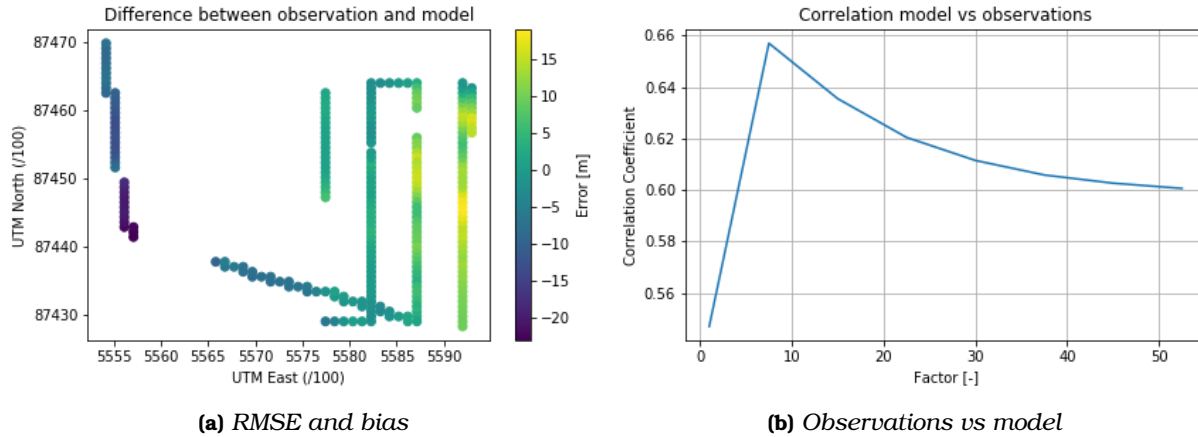 Difference between observation and model
87470
87460
87450
87440
87430
UTM North (/100)
5555 5560 5565 5570 5575 5580 5585 5590
UTM East (/100)
15
10
5
0
−5
−10
−15
−20
Error [m]
(a) RMSE and bias
Correlation model vs observations
0.66
0.64
0.62
0.60
0.58
0.56
Correlation Coefficient
0 10 20 30 40 50
Factor [-]
(b) Observations vs model